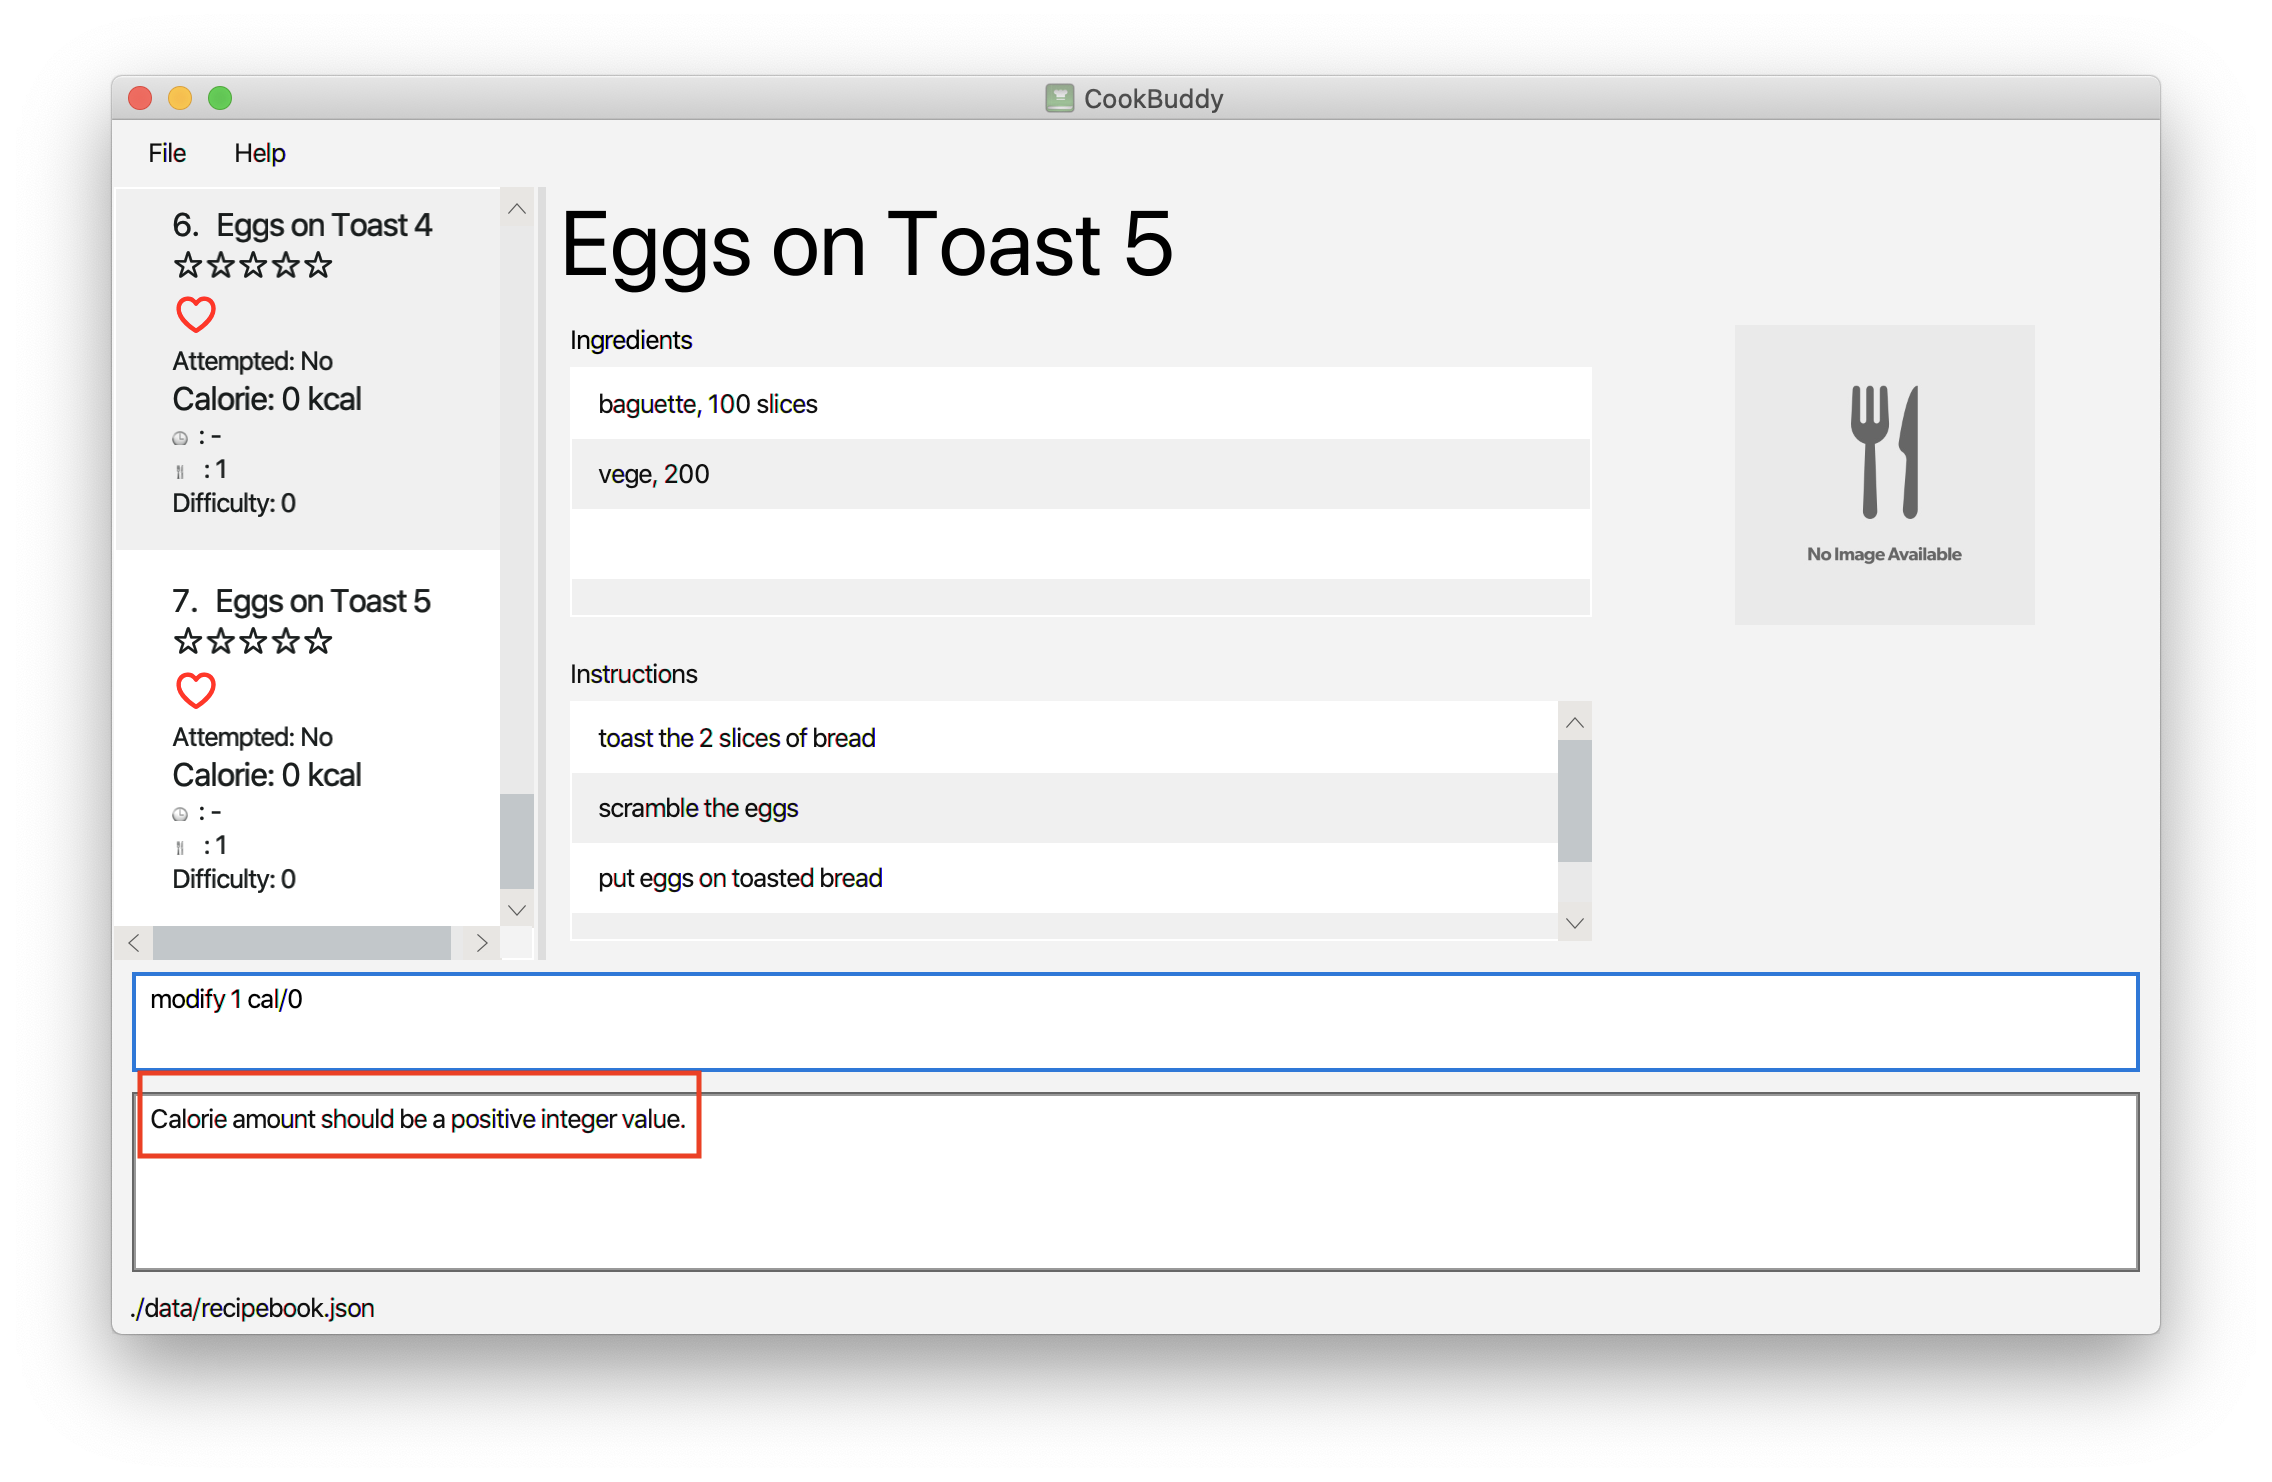 CookBuddy
File Help
6. Eggs on Toast 4
Attempted: No
Calorie: 0 kcal
: -
: 1
Difficulty: 0
7. Eggs on Toast 5
Attempted: No
Calorie: 0 kcal
: -
: 1
Difficulty: 0
Eggs on Toast 5
Ingredients
baguette, 100 slices
vege, 200
No Image Available
Instructions
toast the 2 slices of bread
scramble the eggs
put eggs on toasted bread
modify 1 cal/0
Calorie amount should be a positive integer value.
./data/recipebook.json